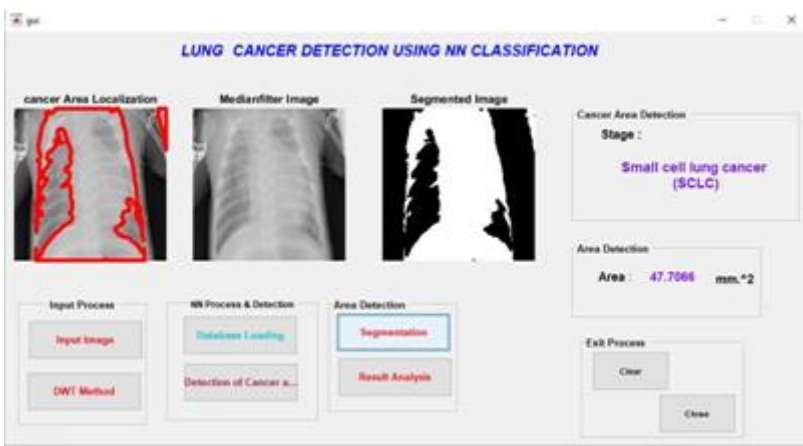 gui
LUNG CANCER DETECTION USING NN CLASSIFICATION
cancer Area Localization
Medianfilter Image
Segmented Image
Cancer Area Detection
Stage :
Small cell lung cancer
(SCLC)
Area Detection
Area : 47.7066 mm.^2
Input Process
Input Image
DWT Method
NN Process & Detection
Database Loading
Detection of Cancer a...
Area Detection
Segmentation
Result Analysis
Exit Process
Clear
Close